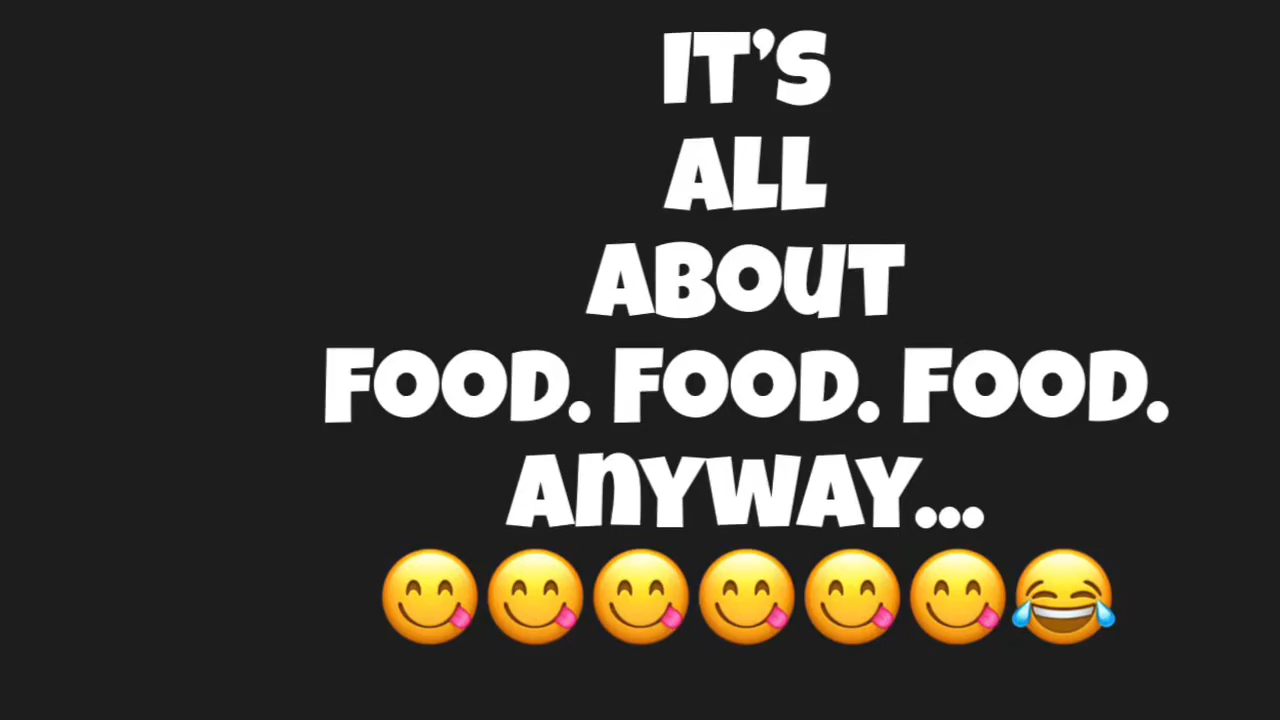 IT’S
ALL
ABOUT
FOOD. FOOD. FOOD.
ANYWAY...
😋😋😋😋😋😋😂